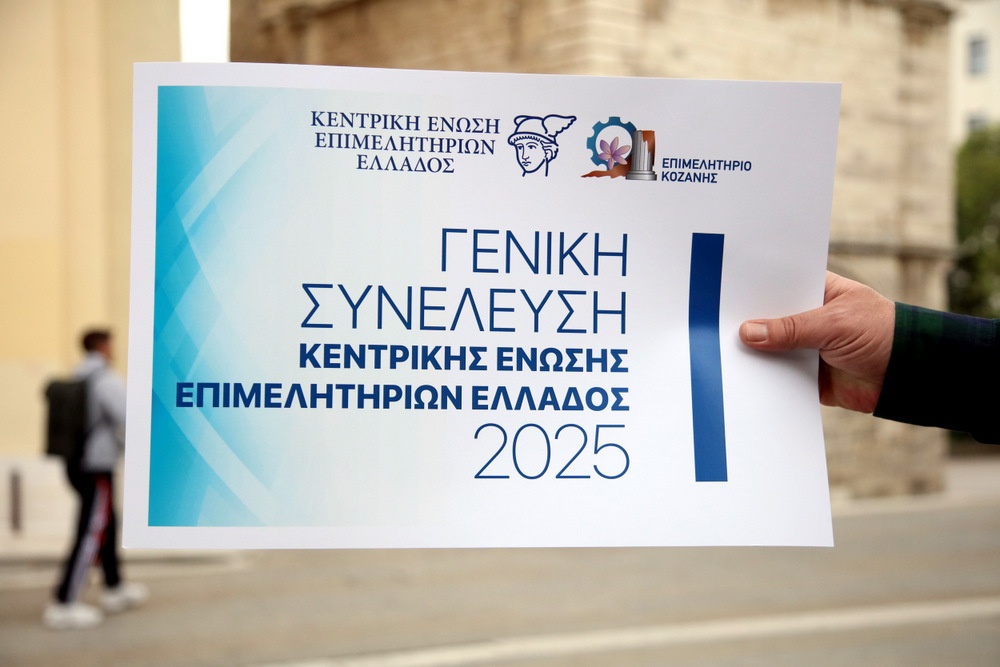 ΚΕΝΤΡΙΚΗ ΕΝΩΣΗ
ΕΠΙΜΕΛΗΤΗΡΙΩΝ
ΕΛΛΑΔΟΣ
ΕΠΙΜΕΛΗΤΗΡΙΟ
ΚΟΖΑΝΗΣ
ΓΕΝΙΚΗ
ΣΥΝΕΛΕΥΣΗ
ΚΕΝΤΡΙΚΗΣ ΕΝΩΣΗΣ
ΕΠΙΜΕΛΗΤΗΡΙΩΝ ΕΛΛΑΔΟΣ
2025